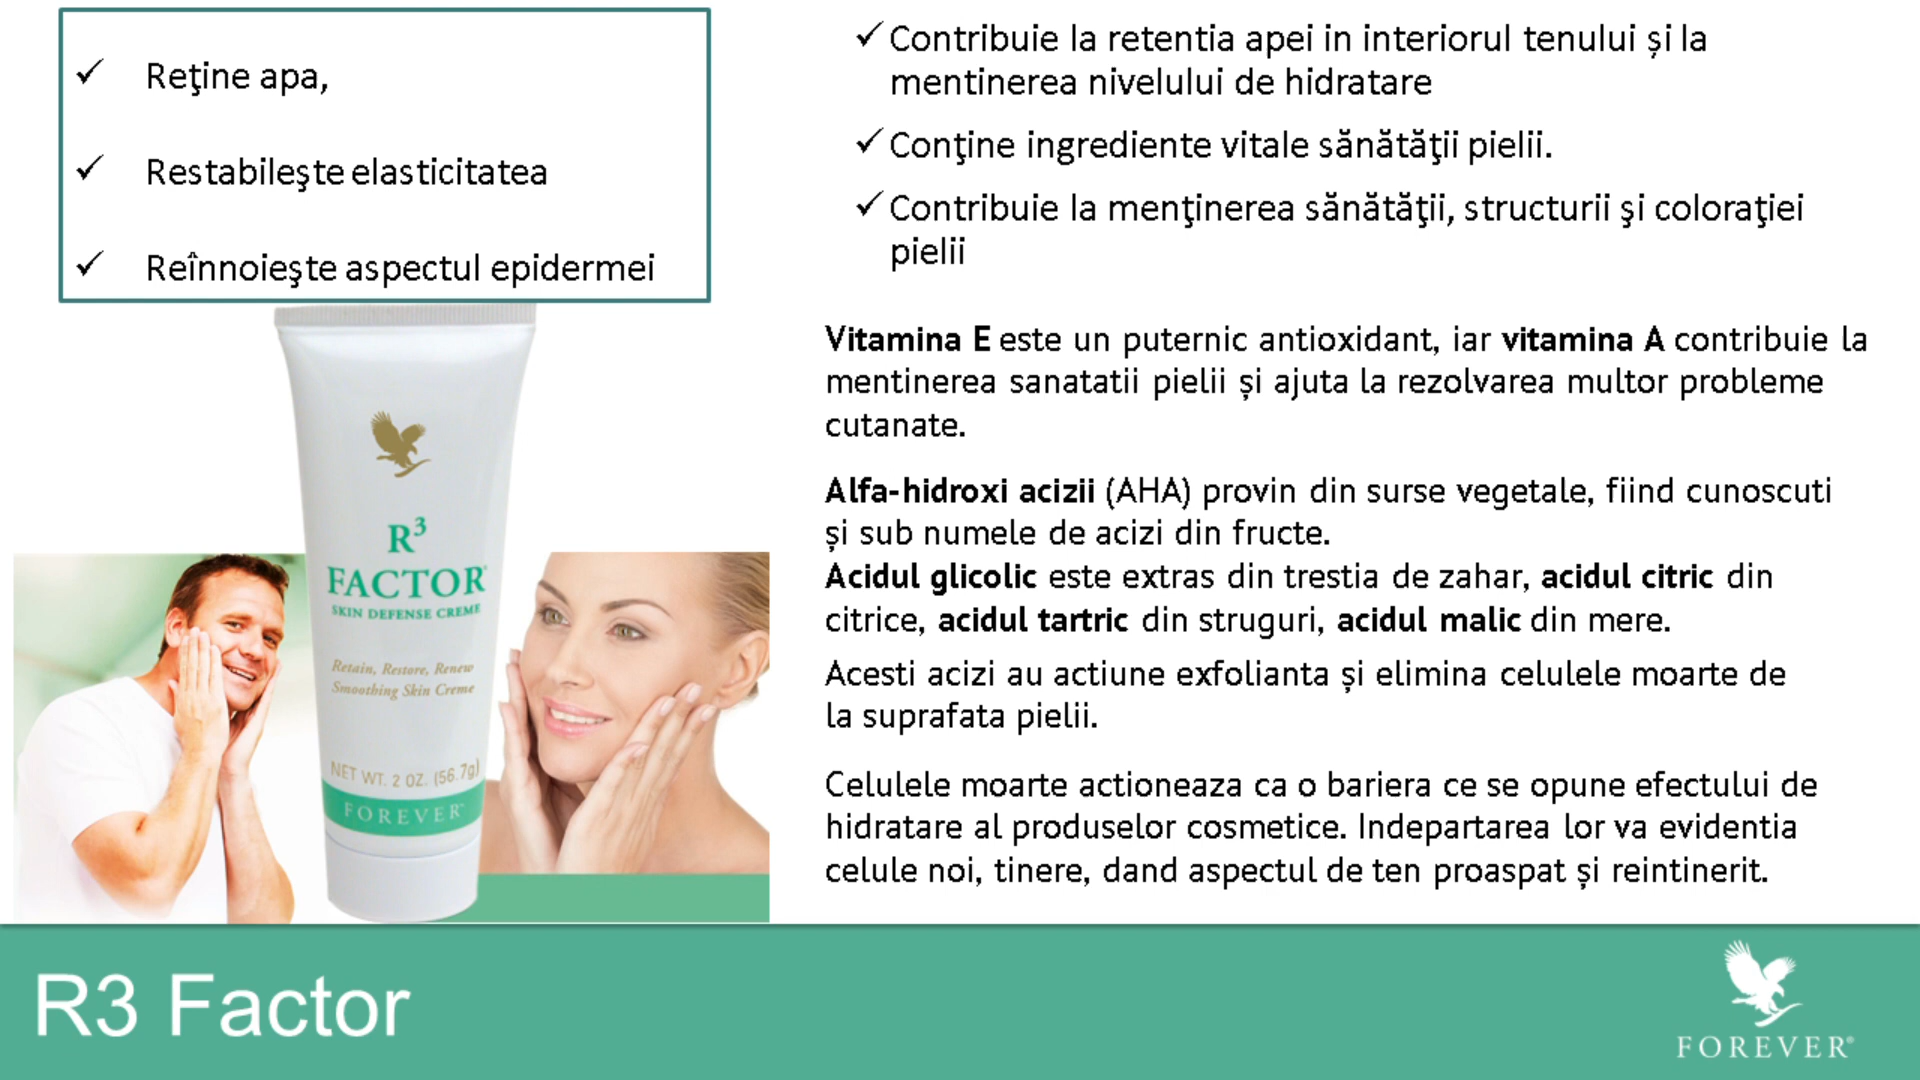 ✓ Reţine apa,
✓ Restabileşte elasticitatea
✓ Reînnoieşte aspectul epidermei
✓ Contribuie la retentia apei in interiorul tenului și la
mentinerea nivelului de hidratare
✓ Conţine ingrediente vitale sănătăţii pielii.
✓ Contribuie la menţinerea sănătăţii, structurii şi coloraţiei
pielii
Vitamina E este un puternic antioxidant, iar vitamina A contribuie la
mentinerea sanatatii pielii și ajuta la rezolvarea multor probleme
cutanate.
Alfa-hidroxi acizii (AHA) provin din surse vegetale, fiind cunoscuti
și sub numele de acizi din fructe.
Acidul glicolic este extras din trestia de zahar, acidul citric din
citrice, acidul tartric din struguri, acidul malic din mere.
Acesti acizi au actiune exfolianta și elimina celulele moarte de
la suprafata pielii.
Celulele moarte actioneaza ca o bariera ce se opune efectului de
hidratare al produselor cosmetice. Indepartarea lor va evidentia
celule noi, tinere, dand aspectul de ten proaspat și reintinerit.
R³
FACTOR
SKIN DEFENSE CREME
Retain, Restore, Renew
Smoothing Skin Creme
NET WT. 2 OZ. (56.7g)
FOREVER™
R3 Factor
FOREVER®